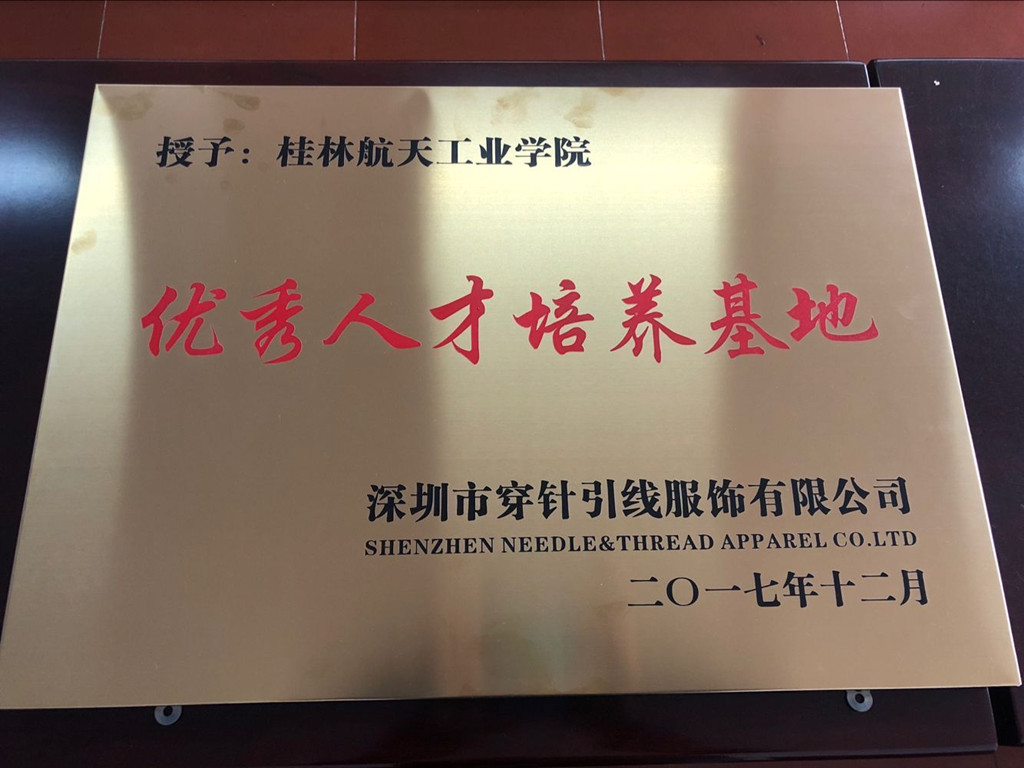 授予：桂林航天工业学院
优秀人才培养基地
深圳市穿针引线服饰有限公司
SHENZHEN NEEDLE&THREAD APPAREL CO.LTD
二〇一七年十二月